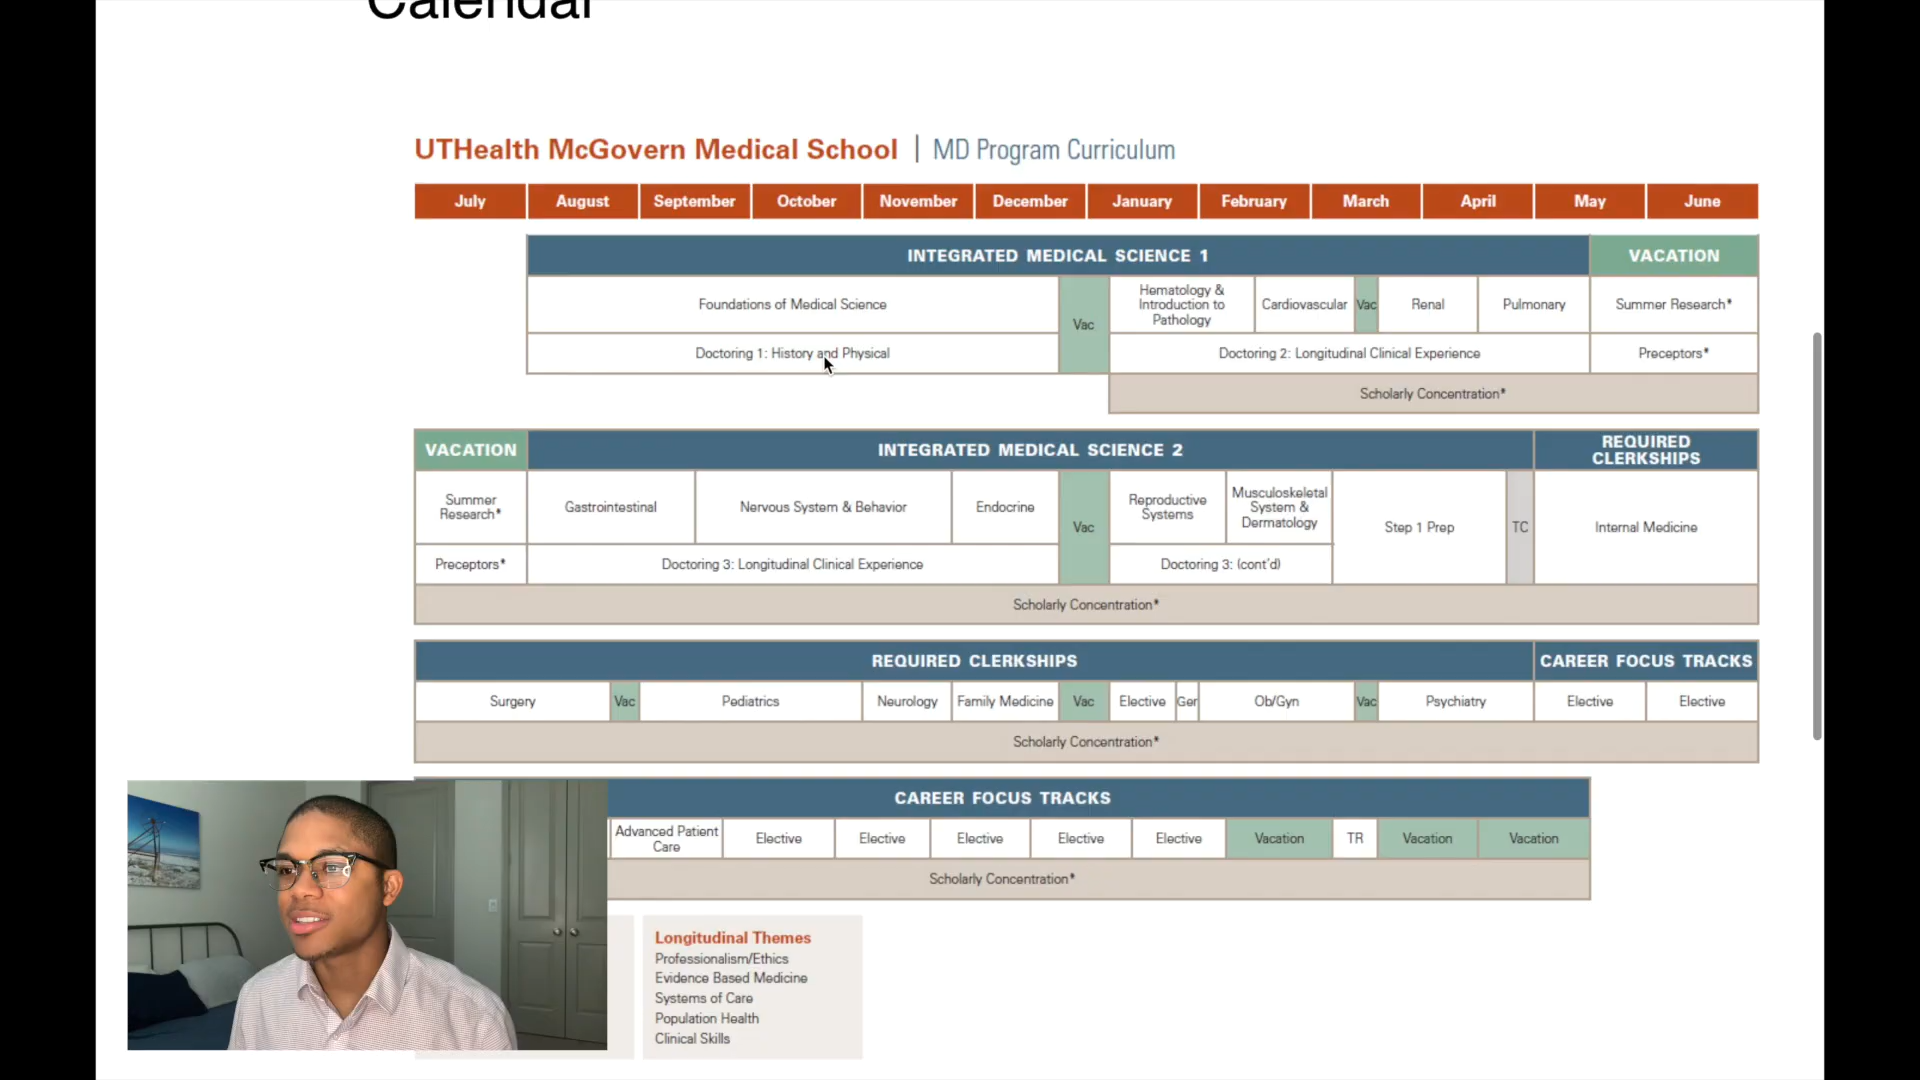 Calendar
UTHealth McGovern Medical School | MD Program Curriculum
July August September October November December January February March April May June
INTEGRATED MEDICAL SCIENCE 1 VACATION
Foundations of Medical Science
Vac
Hematology &
Introduction to
Pathology
Cardiovascular
Vac
Renal
Pulmonary
Summer Research*
Doctoring 1: History and Physical
Doctoring 2: Longitudinal Clinical Experience
Preceptors*
Scholarly Concentration*
VACATION
INTEGRATED MEDICAL SCIENCE 2
REQUIRED
CLERKSHIPS
Summer
Research*
Gastrointestinal
Nervous System & Behavior
Endocrine
Vac
Reproductive
Systems
Musculoskeletal
System &
Dermatology
Step 1 Prep
TC
Internal Medicine
Preceptors*
Doctoring 3: Longitudinal Clinical Experience
Doctoring 3: (cont'd)
Scholarly Concentration*
REQUIRED CLERKSHIPS CAREER FOCUS TRACKS
Surgery Vac Pediatrics Neurology Family Medicine Vac Elective Ger Ob/Gyn Vac Psychiatry Elective Elective
Scholarly Concentration*
CAREER FOCUS TRACKS
Advanced Patient
Care
Elective Elective Elective Elective Elective Vacation TR Vacation Vacation
Scholarly Concentration*
Longitudinal Themes
Professionalism/Ethics
Evidence Based Medicine
Systems of Care
Population Health
Clinical Skills